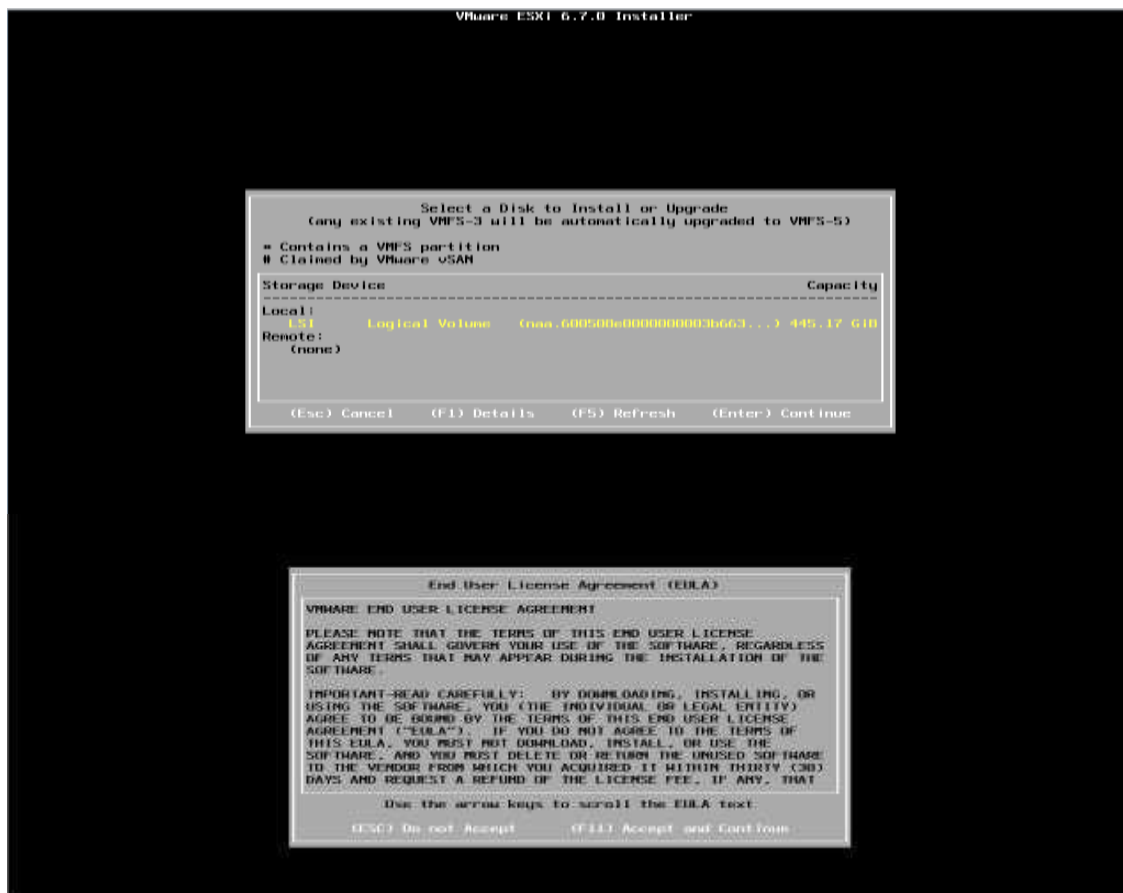 VMware ESXi 6.7.0 Installer
Select a Disk to Install or Upgrade
(any existing VMFS-3 will be automatically upgraded to VMFS-5)
* Contains a VMFS partition
# Claimed by VMware vSAN
Storage Device Capacity
Local:
LSI Logical Volume (naa.600508e0000000003b663...) 445.17 GiB
Remote:
(none)
(Esc) Cancel (F1) Details (F5) Refresh (Enter) Continue
End User License Agreement (EULA)
VMWARE END USER LICENSE AGREEMENT
PLEASE NOTE THAT THE TERMS OF THIS END USER LICENSE
AGREEMENT SHALL GOVERN YOUR USE OF THE SOFTWARE, REGARDLESS
OF ANY TERMS THAT MAY APPEAR DURING THE INSTALLATION OF THE
SOFTWARE.
IMPORTANT-READ CAREFULLY: BY DOWNLOADING, INSTALLING, OR
USING THE SOFTWARE, YOU (THE INDIVIDUAL OR LEGAL ENTITY)
AGREE TO BE BOUND BY THE TERMS OF THIS END USER LICENSE
AGREEMENT ("EULA"). IF YOU DO NOT AGREE TO THE TERMS OF
THIS EULA, YOU MUST NOT DOWNLOAD, INSTALL, OR USE THE
SOFTWARE, AND YOU MUST DELETE OR RETURN THE UNUSED SOFTWARE
TO THE VENDOR FROM WHICH YOU ACQUIRED IT WITHIN THIRTY (30)
DAYS AND REQUEST A REFUND OF THE LICENSE FEE, IF ANY, THAT
Use the arrow keys to scroll the EULA text
(ESC) Do not Accept (F11) Accept and Continue